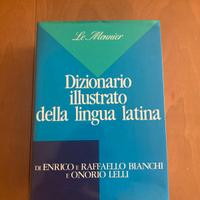 Le Monnier
Dizionario
illustrato
della lingua latina
DI ENRICO E RAFFAELLO BIANCHI
E ONORIO LELLI